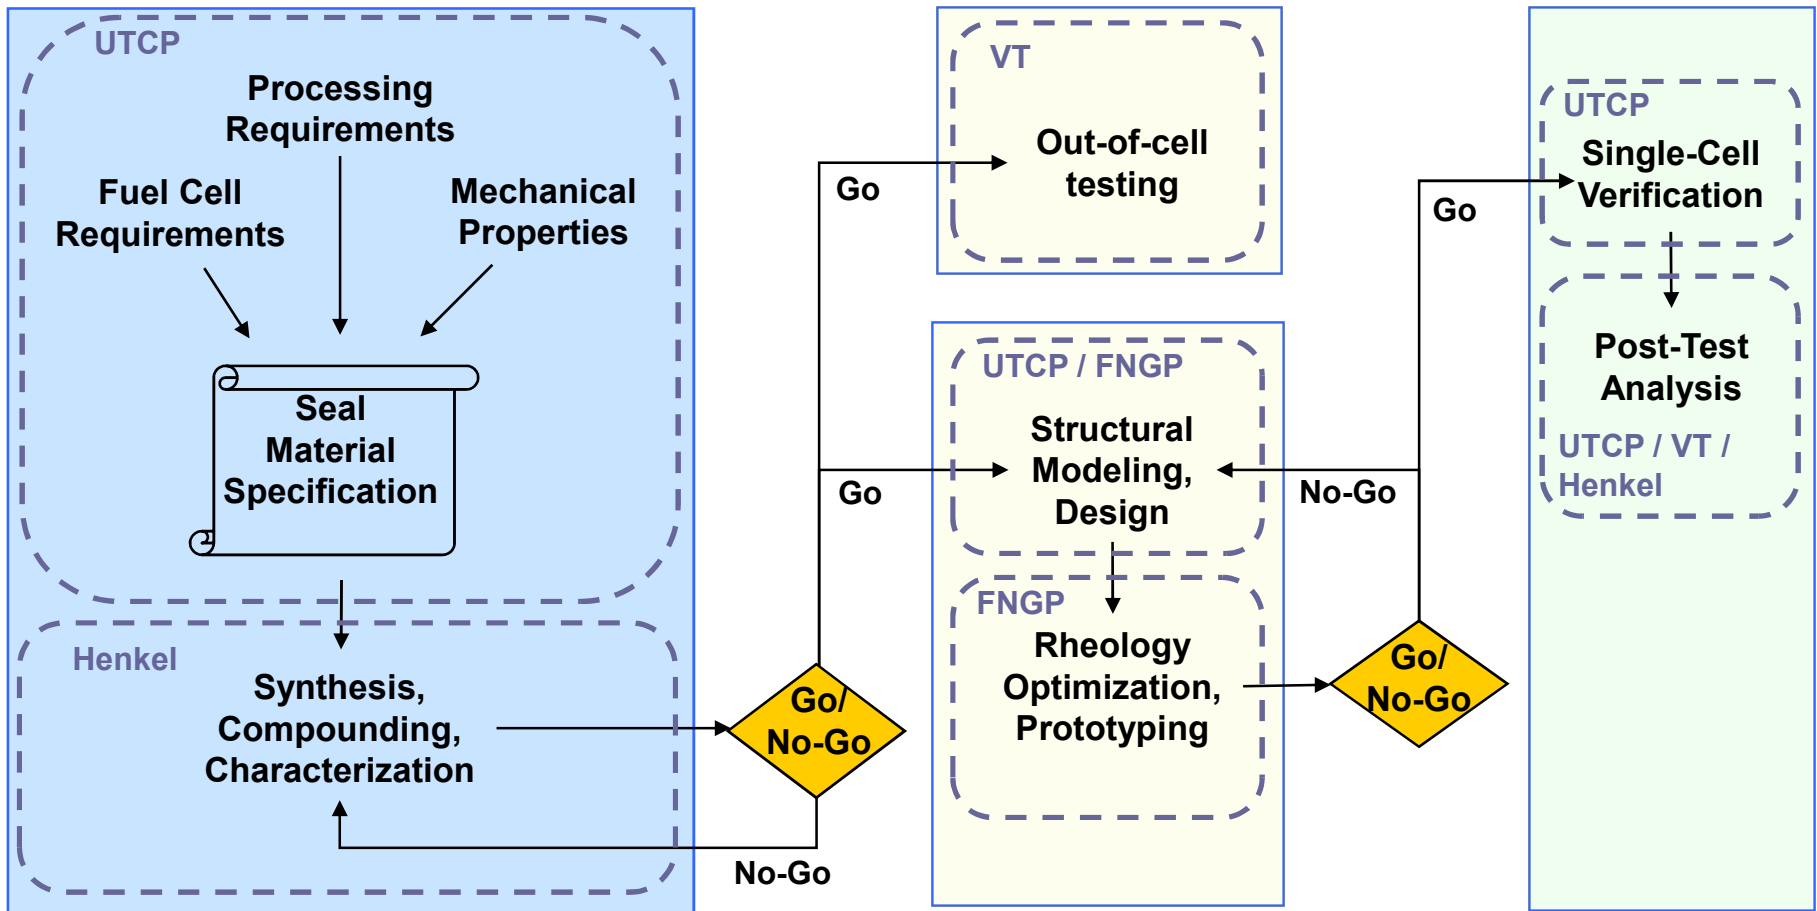 UTCP
Processing
Requirements
Fuel Cell
Requirements
Mechanical
Properties
Seal
Material
Specification
Henkel
Synthesis,
Compounding,
Characterization
Go/
No-Go
No-Go
Go
Go
VT
Out-of-cell
testing
UTCP / FNGP
Structural
Modeling,
Design
FNGP
Rheology
Optimization,
Prototyping
Go/
No-Go
No-Go
Go
UTCP
Single-Cell
Verification
Post-Test
Analysis
UTCP / VT /
Henkel